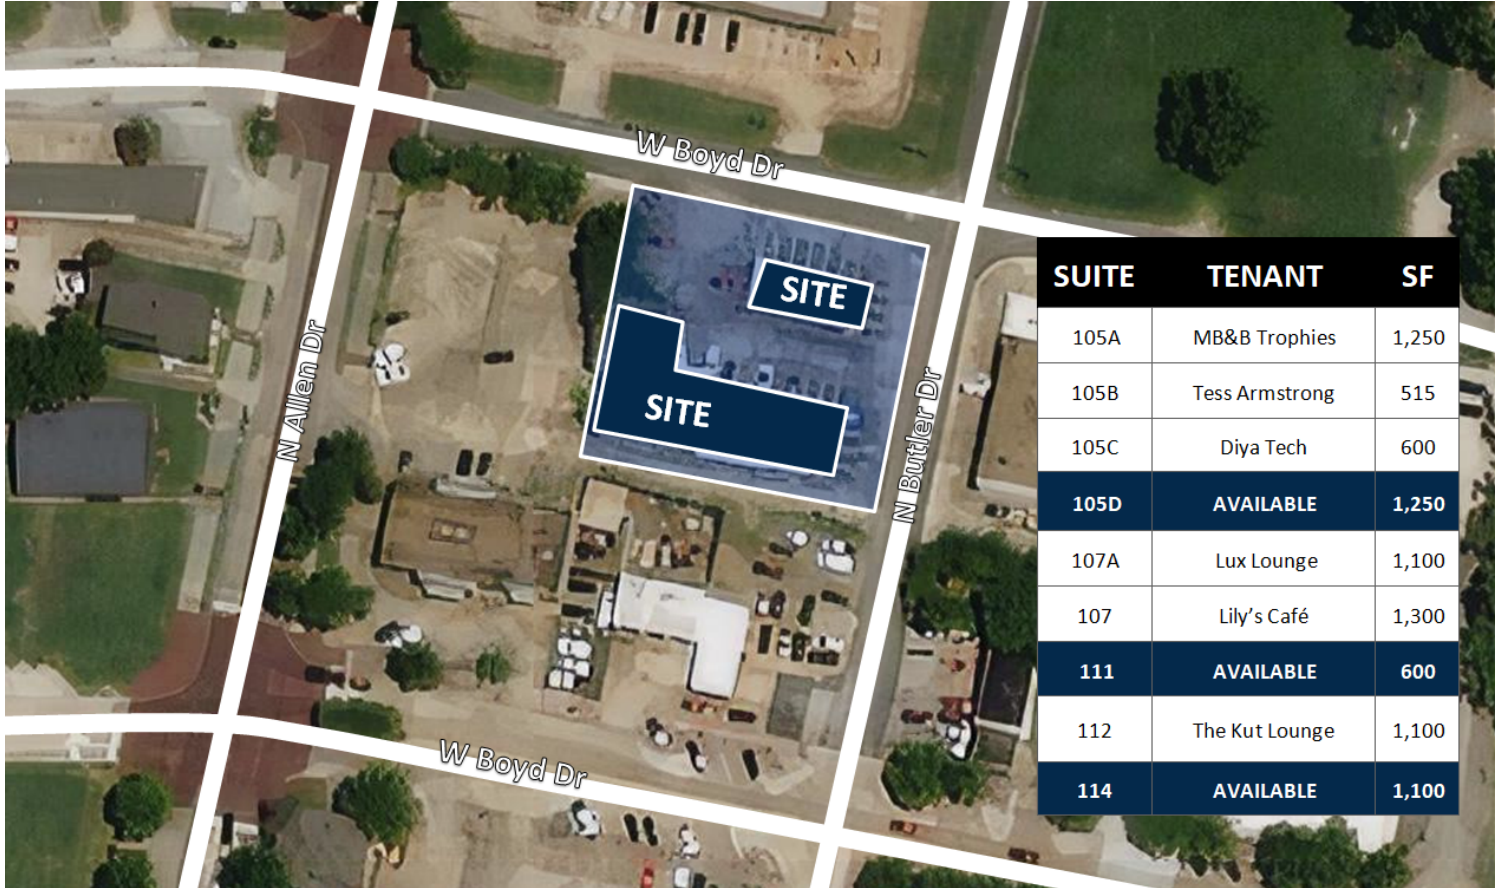 W Boyd Dr
SITE
SITE
N Allen Dr
N Butler Dr
W Boyd Dr
SUITE TENANT SF
105A MB&B Trophies 1,250
105B Tess Armstrong 515
105C Diya Tech 600
105D AVAILABLE 1,250
107A Lux Lounge 1,100
107 Lily’s Café 1,300
111 AVAILABLE 600
112 The Kut Lounge 1,100
114 AVAILABLE 1,100